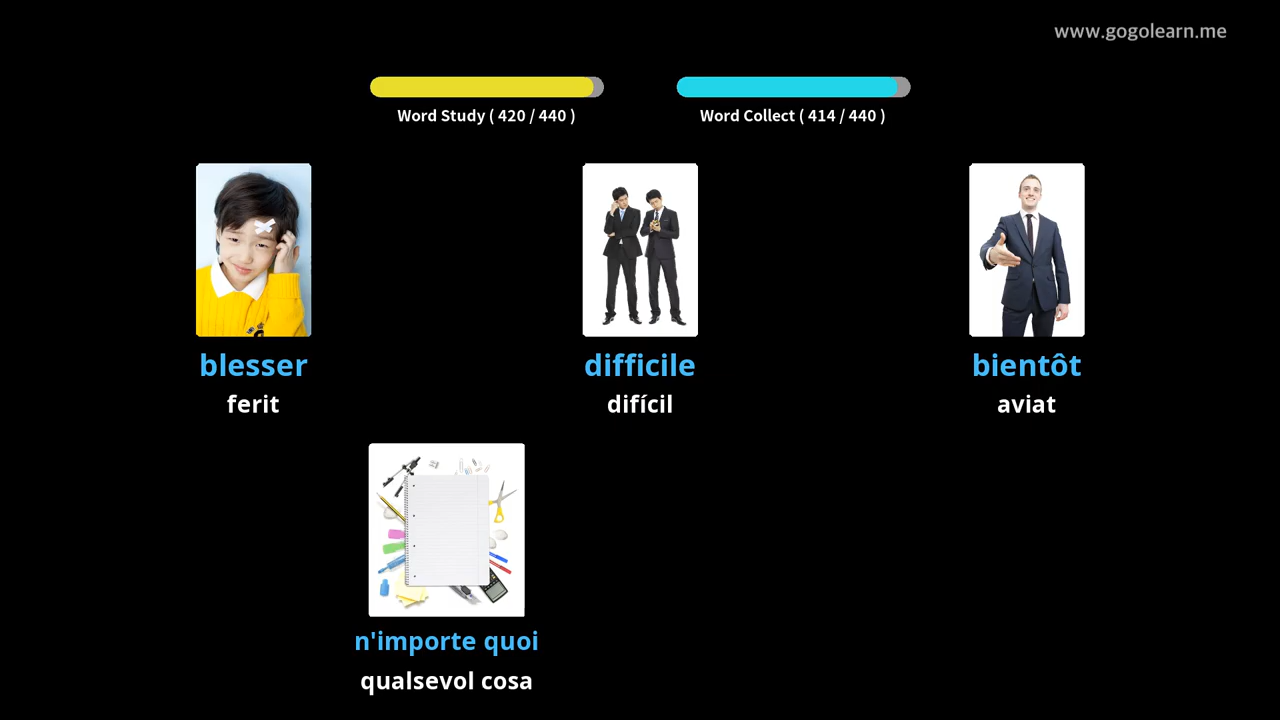 www.gogolearn.me
Word Study ( 420 / 440 )
Word Collect ( 414 / 440 )
blesser
ferit
difficile
difícil
bientôt
aviat
n'importe quoi
qualsevol cosa